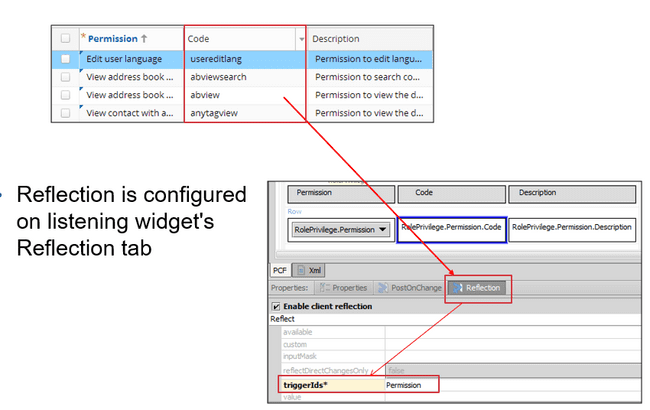 * Permission ↑ Code Description
Edit user language usereditlang Permission to edit langu...
View address book ... abviewsearch Permission to search co...
View address book ... abview Permission to view the d...
View contact with a... anytagview Permission to view the d...
• Reflection is configured
on listening widget's
Reflection tab
Permission Code Description
Row
RolePrivilege.Permission RolePrivilege.Permission.Code RolePrivilege.Permission.Description
PCF Xml
Properties: Properties PostOnChange Reflection
Enable client reflection
Reflect
available
custom
inputMask
reflectDirectChangesOnly false
triggerIds* Permission
value